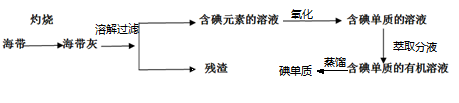 灼烧
海带
海带灰
溶解过滤
含碘元素的溶液
氧化
含碘单质的溶液
萃取分液
残渣
碘单质
蒸馏
含碘单质的有机溶液